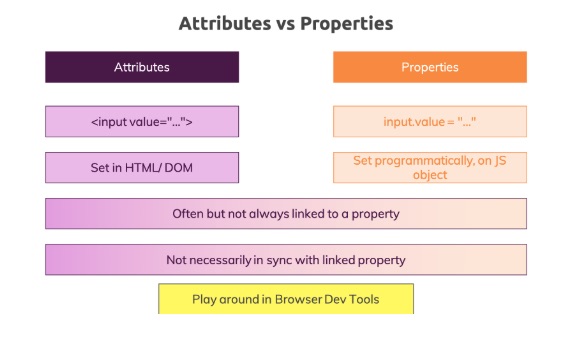 Attributes vs Properties
Attributes
Properties
<input value="...">
input.value = "..."
Set in HTML/ DOM
Set programmatically, on JS
object
Often but not always linked to a property
Not necessarily in sync with linked property
Play around in Browser Dev Tools